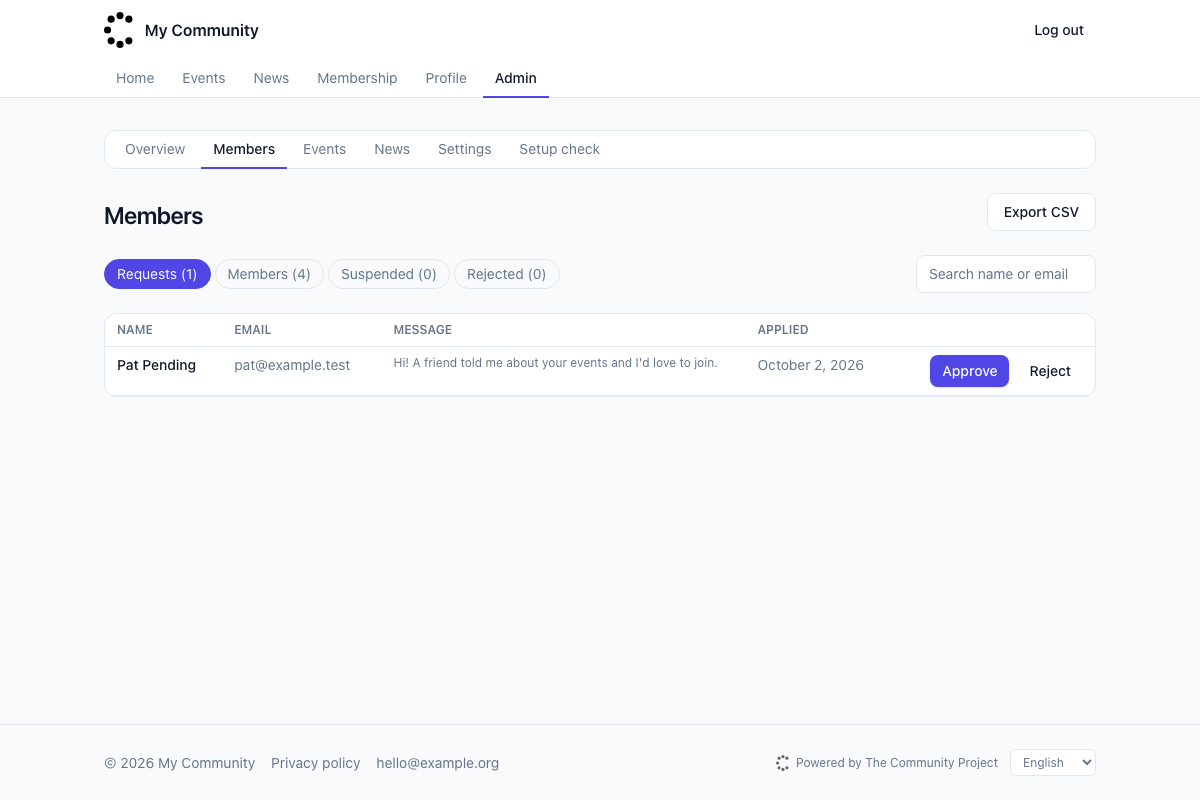 My Community
Log out
Home Events News Membership Profile Admin
Overview Members Events News Settings Setup check
Members
Export CSV
Requests (1) Members (4) Suspended (0) Rejected (0)
Search name or email
NAME EMAIL MESSAGE APPLIED
Pat Pending pat@example.test Hi! A friend told me about your events and I'd love to join. October 2, 2026 Approve Reject
© 2026 My Community Privacy policy hello@example.org
Powered by The Community Project English